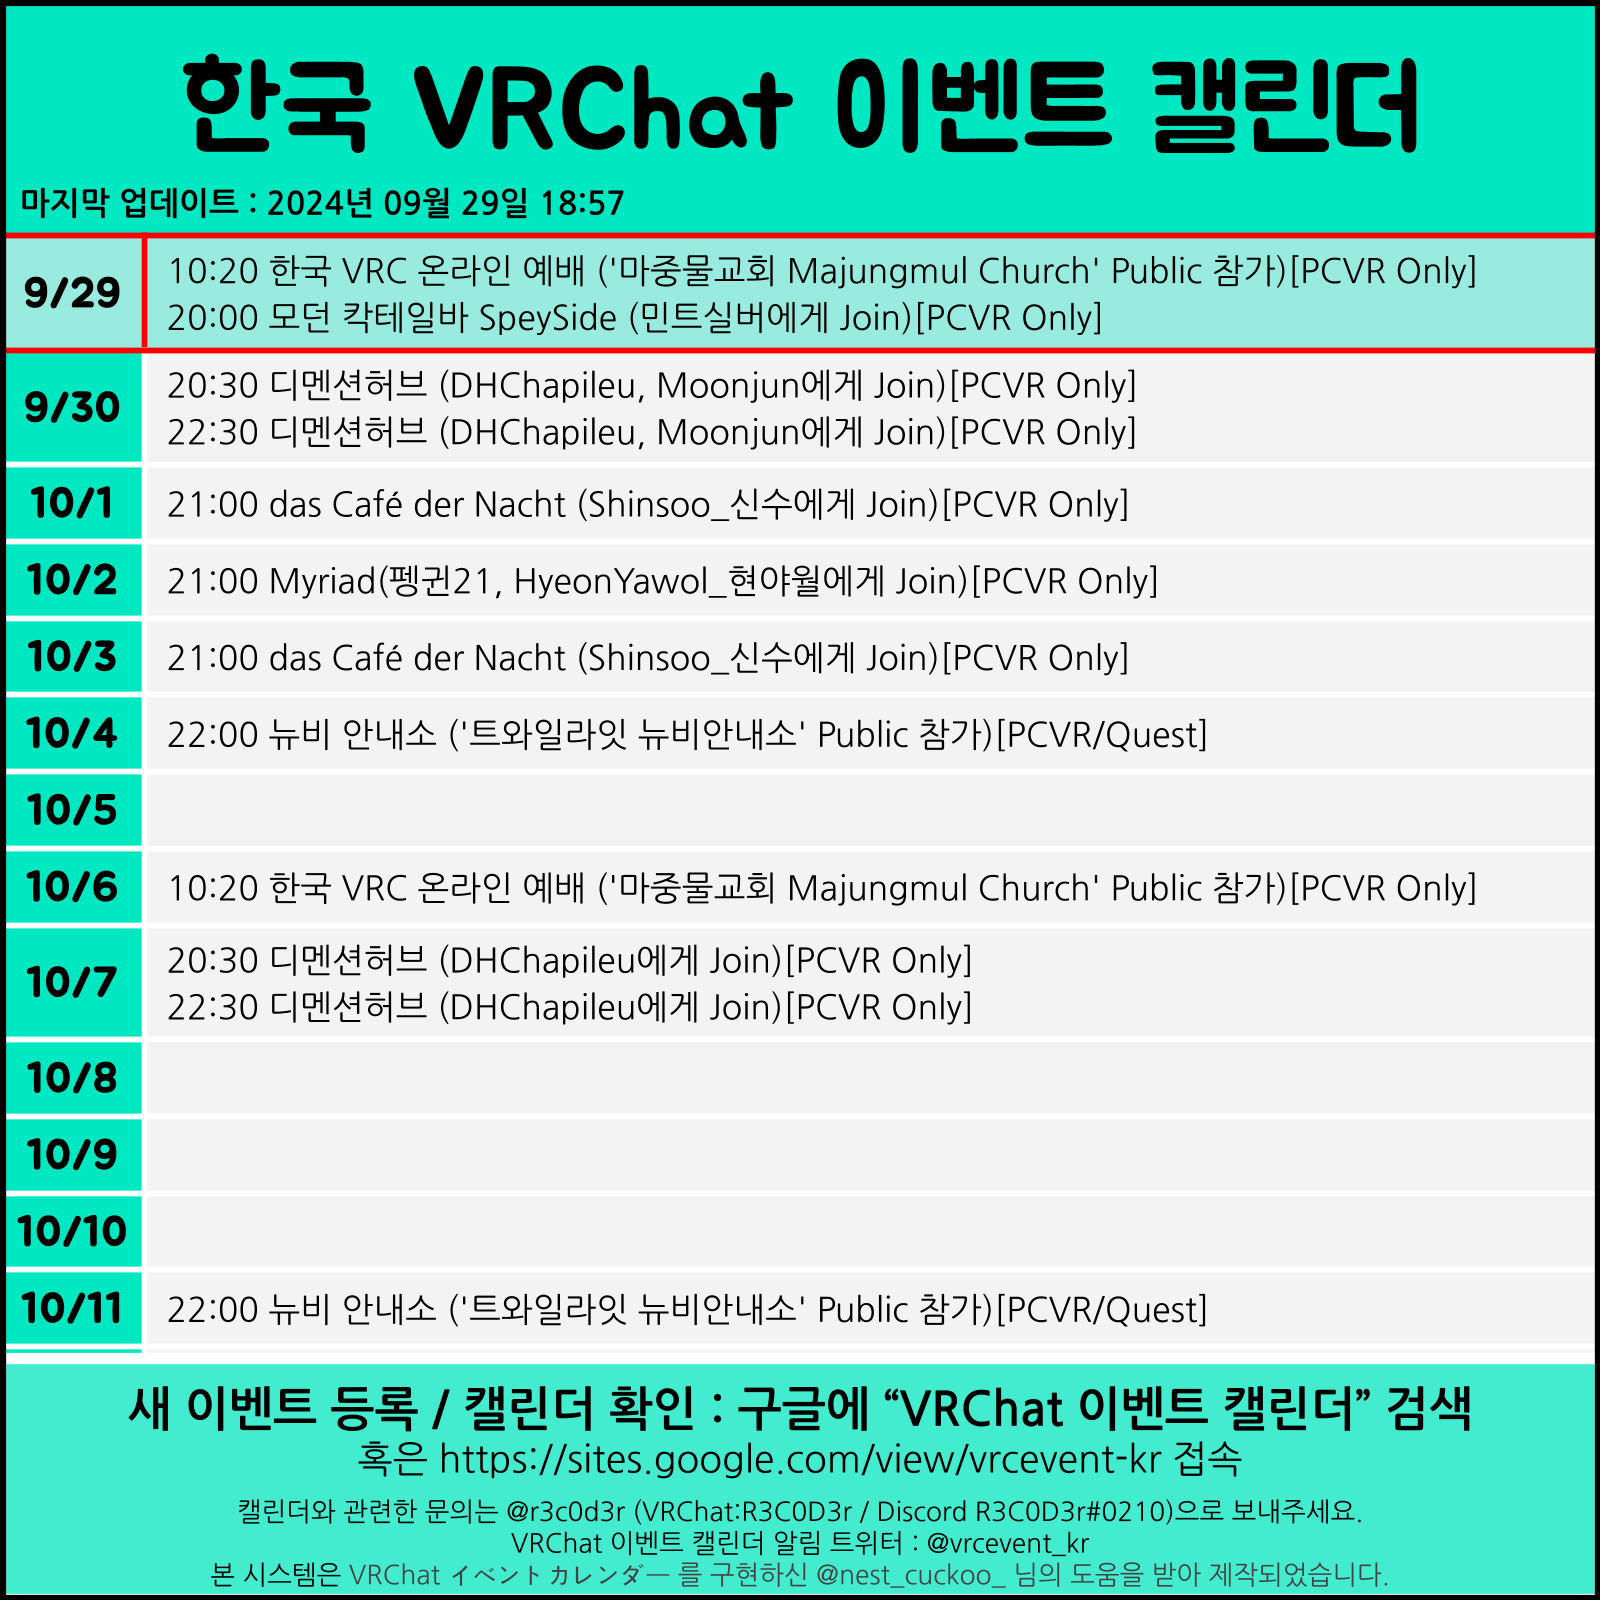 한국 VRChat 이벤트 캘린더
마지막 업데이트 : 2024년 09월 29일 18:57
9/29
10:20 한국 VRC 온라인 예배 ('마중물교회 Majungmul Church' Public 참가)[PCVR Only]
20:00 모던 칵테일바 SpeySide (민트실버에게 Join)[PCVR Only]
9/30
20:30 디멘션허브 (DHChapileu, Moonjun에게 Join)[PCVR Only]
22:30 디멘션허브 (DHChapileu, Moonjun에게 Join)[PCVR Only]
10/1
21:00 das Café der Nacht (Shinsoo_신수에게 Join)[PCVR Only]
10/2
21:00 Myriad(펭귄21, HyeonYawol_현야월에게 Join)[PCVR Only]
10/3
21:00 das Café der Nacht (Shinsoo_신수에게 Join)[PCVR Only]
10/4
22:00 뉴비 안내소 ('트와일라잇 뉴비안내소' Public 참가)[PCVR/Quest]
10/5
10/6
10:20 한국 VRC 온라인 예배 ('마중물교회 Majungmul Church' Public 참가)[PCVR Only]
10/7
20:30 디멘션허브 (DHChapileu에게 Join)[PCVR Only]
22:30 디멘션허브 (DHChapileu에게 Join)[PCVR Only]
10/8
10/9
10/10
10/11
22:00 뉴비 안내소 ('트와일라잇 뉴비안내소' Public 참가)[PCVR/Quest]
새 이벤트 등록 / 캘린더 확인 : 구글에 “VRChat 이벤트 캘린더” 검색
혹은 https://sites.google.com/view/vrcevent-kr 접속
캘린더와 관련한 문의는 @r3c0d3r (VRChat:R3C0D3r / Discord R3C0D3r#0210)으로 보내주세요.
VRChat 이벤트 캘린더 알림 트위터 : @vrcevent_kr
본 시스템은 VRChat イベントカレンダー 를 구현하신 @nest_cuckoo_ 님의 도움을 받아 제작되었습니다.